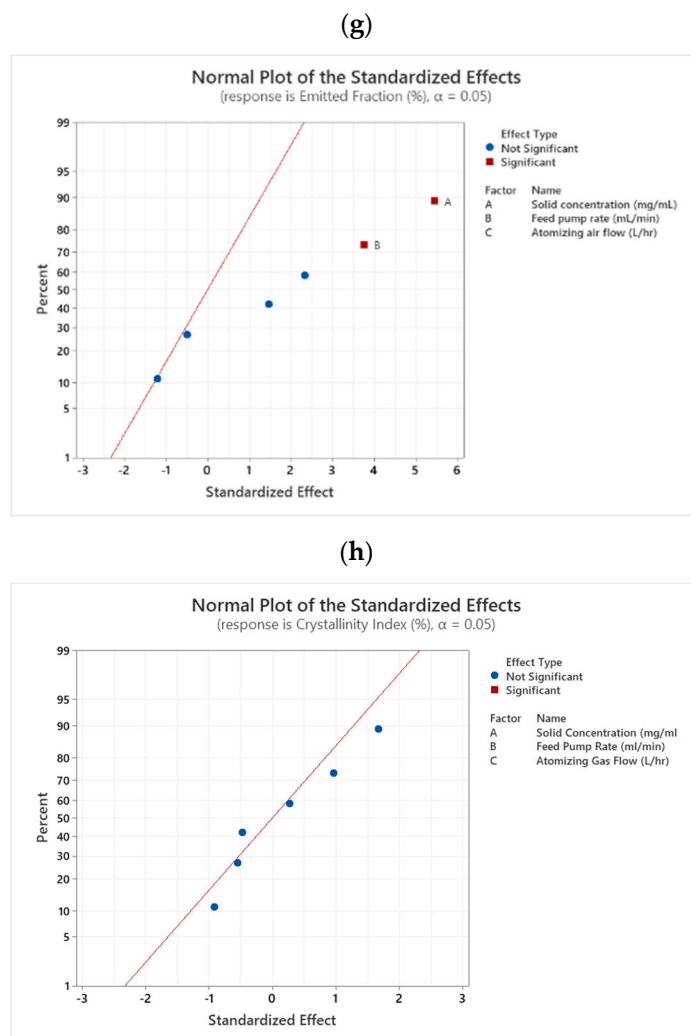 (g)
Normal Plot of the Standardized Effects
(response is Emitted Fraction (%), α = 0.05)
99
95
90
80
70
60
50
40
30
20
10
5
1
Percent
A
B
-3 -2 -1 0 1 2 3 4 5 6
Standardized Effect
Effect Type
Not Significant
Significant
Factor Name
A Solid concentration (mg/mL)
B Feed pump rate (mL/min)
C Atomizing air flow (L/hr)
(h)
Normal Plot of the Standardized Effects
(response is Crystallinity Index (%), α = 0.05)
99
95
90
80
70
60
50
40
30
20
10
5
1
Percent
-3 -2 -1 0 1 2 3
Standardized Effect
Effect Type
Not Significant
Significant
Factor Name
A Solid Concentration (mg/ml
B Feed Pump Rate (ml/min)
C Atomizing Gas Flow (L/hr)